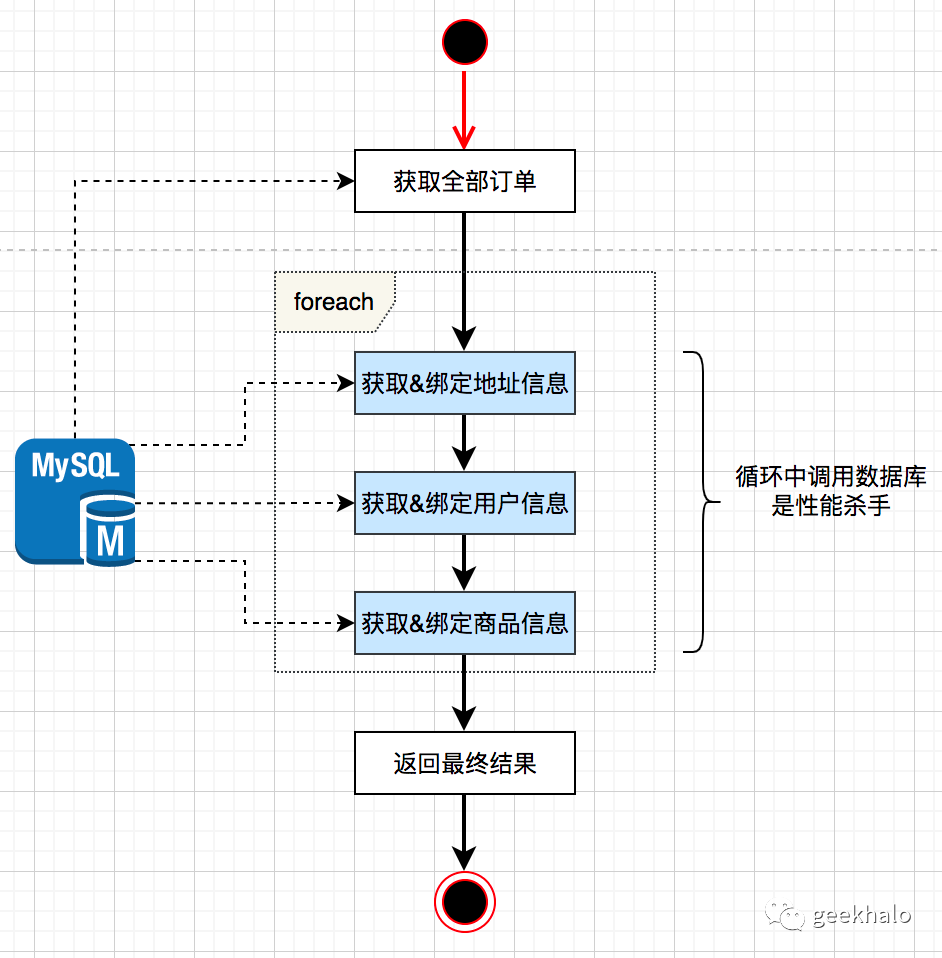 获取全部订单
foreach
获取&绑定地址信息
MySQL
M
获取&绑定用户信息
循环中调用数据库
是性能杀手
获取&绑定商品信息
返回最终结果
geekhalo